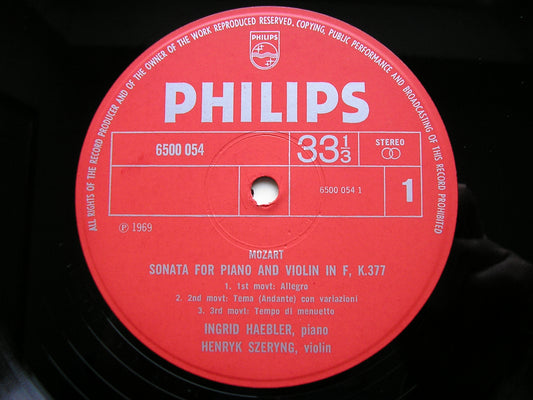 ALL RIGHTS OF THE RECORD PRODUCER AND OF THE OWNER OF THE WORK REPRODUCED RESERVED. COPYING, PUBLIC PERFORMANCE AND BROADCASTING OF THIS RECORD PROHIBITED
PHILIPS
PHILIPS
6500 054
33 1/3
STEREO
6500 054 1
1
Ⓟ 1969
MOZART
SONATA FOR PIANO AND VIOLIN IN F, K.377
1. 1st movt: Allegro
2. 2nd movt: Tema (Andante) con variazioni
3. 3rd movt: Tempo di menuetto
INGRID HAEBLER, piano
HENRYK SZERYNG, violin